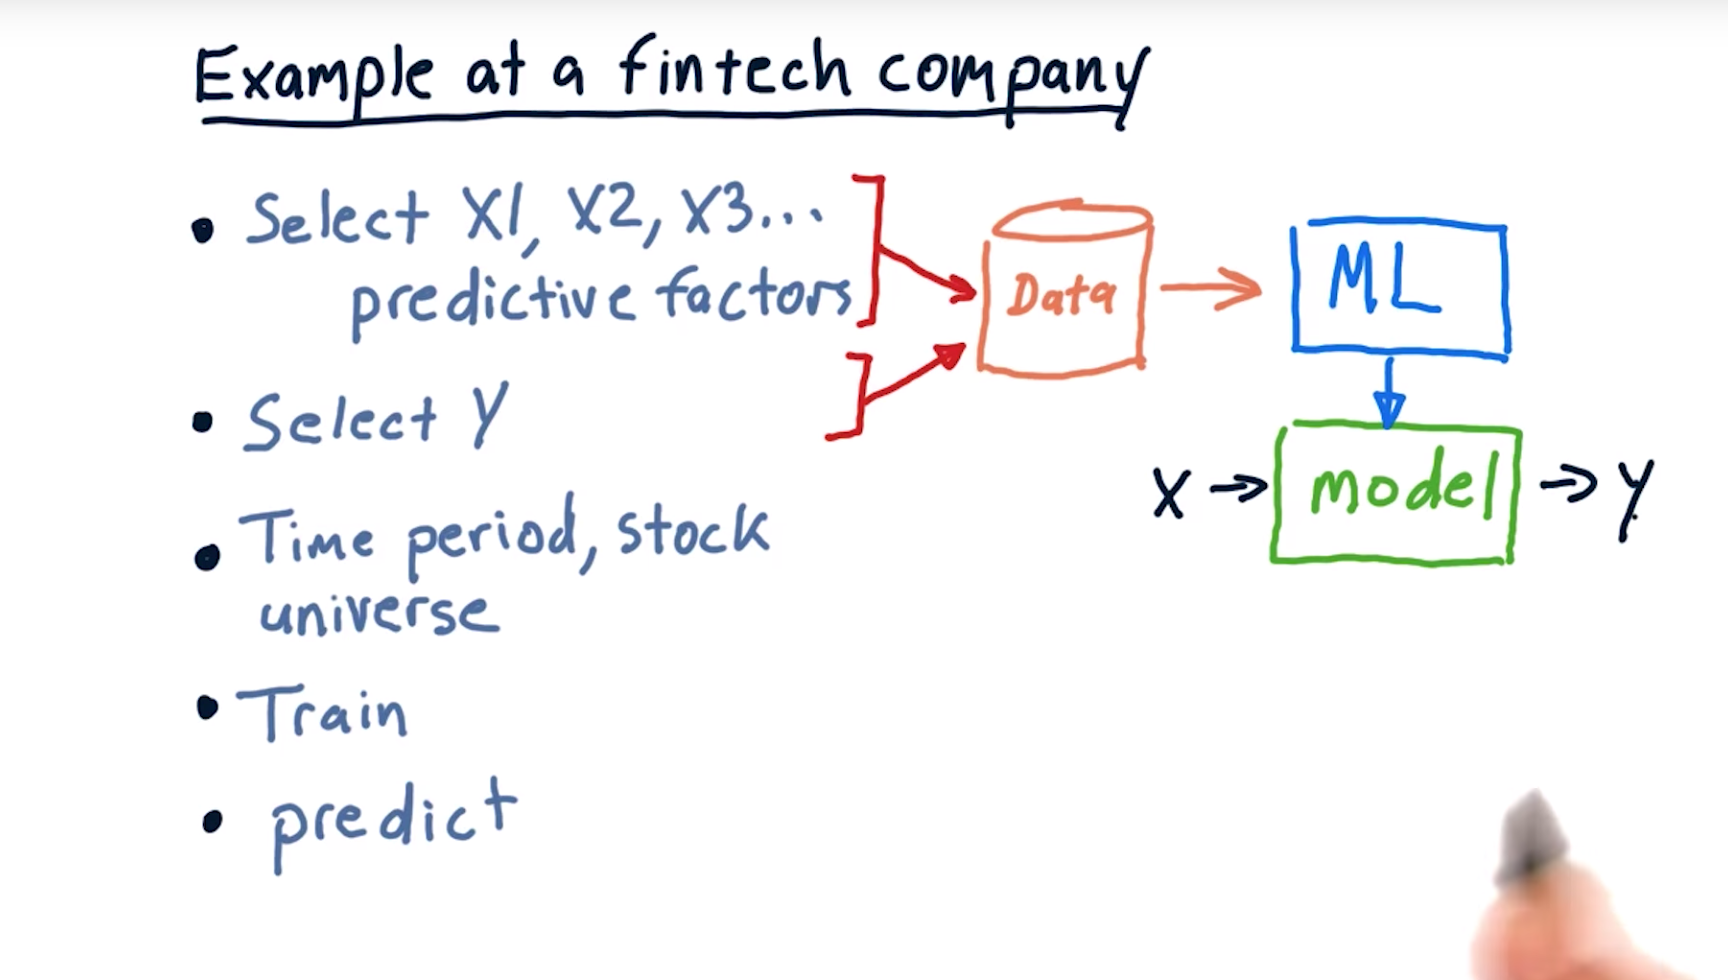 Example at a fintech company
• Select X1, X2, X3...
predictive factors
• Select Y
• Time period, stock
universe
• Train
• predict
Data
ML
model
X
Y